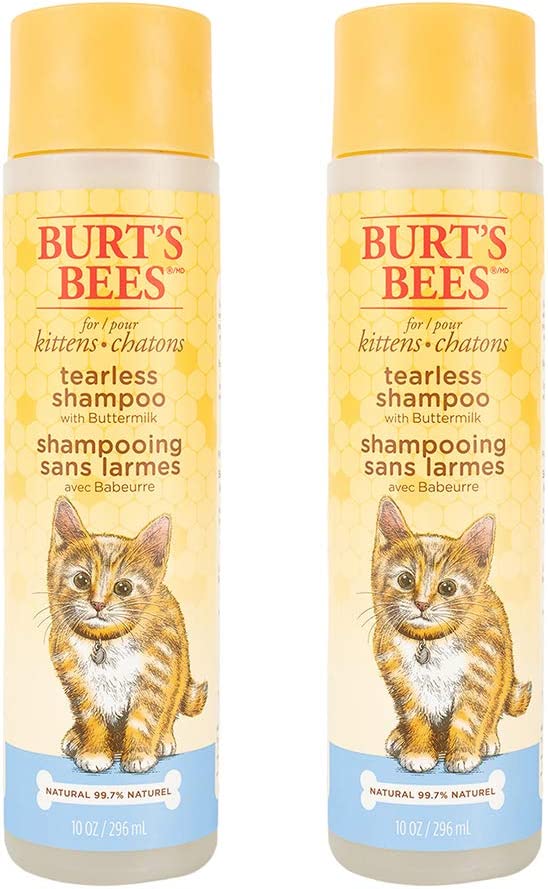 BURT'S
BEES®/MD
for / pour
kittens • chatons
tearless
shampoo
with Buttermilk
shampooing
sans larmes
avec Babeurre
NATURAL 99.7% NATUREL
10 OZ / 296 mL
BURT'S
BEES®/MD
for / pour
kittens • chatons
tearless
shampoo
with Buttermilk
shampooing
sans larmes
avec Babeurre
NATURAL 99.7% NATUREL
10 OZ / 296 mL